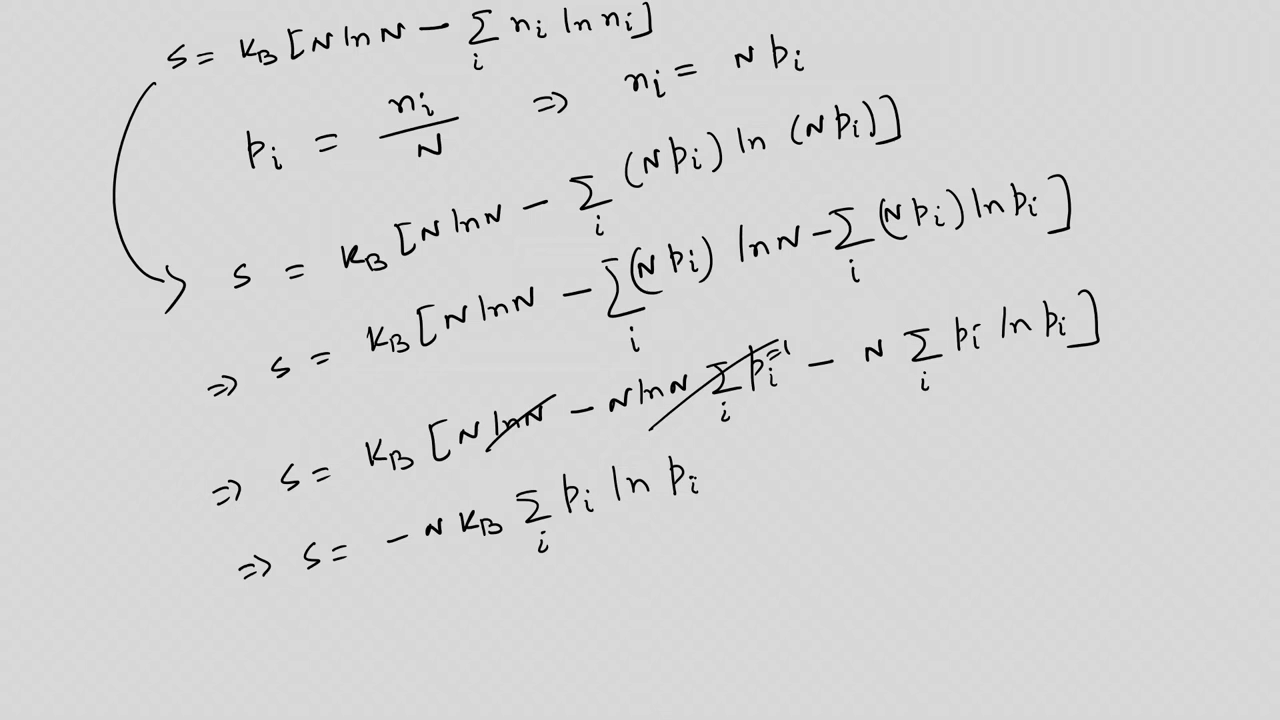 S = K_B [N ln N − Σ_i n_i ln n_i]
p_i = n_i / N ⇒ n_i = N p_i
S = K_B [N ln N − Σ_i (N p_i) ln (N p_i)]
⇒ S = K_B [N ln N − Σ_i (N p_i) ln N − Σ_i (N p_i) ln p_i]
⇒ S = K_B [N ln N − N ln N Σ_i p_i =1 − N Σ_i p_i ln p_i]
⇒ S = − N K_B Σ_i p_i ln p_i